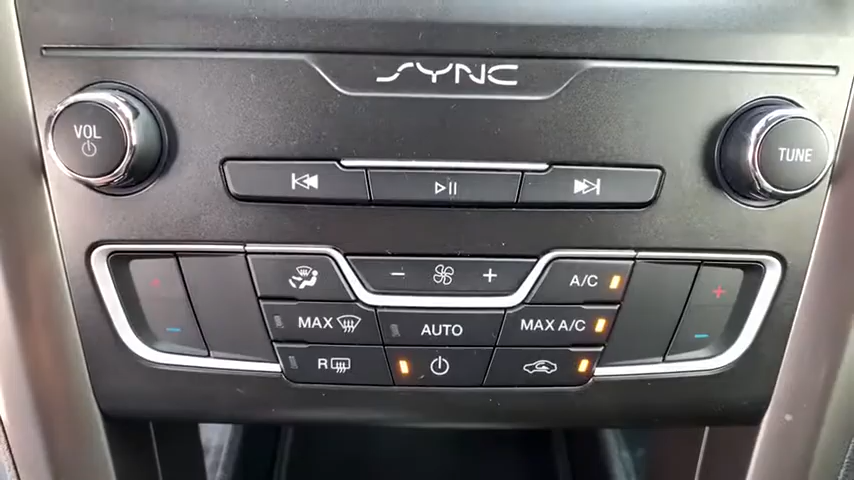 SYNC
VOL
TUNE
- +
A/C
MAX
AUTO
MAX A/C
R